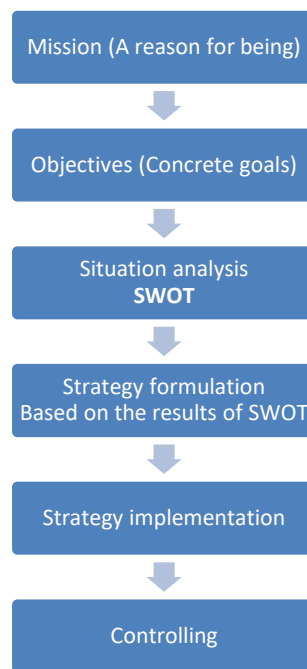 Mission (A reason for being)
Objectives (Concrete goals)
Situation analysis
SWOT
Strategy formulation
Based on the results of SWOT
Strategy implementation
Controlling